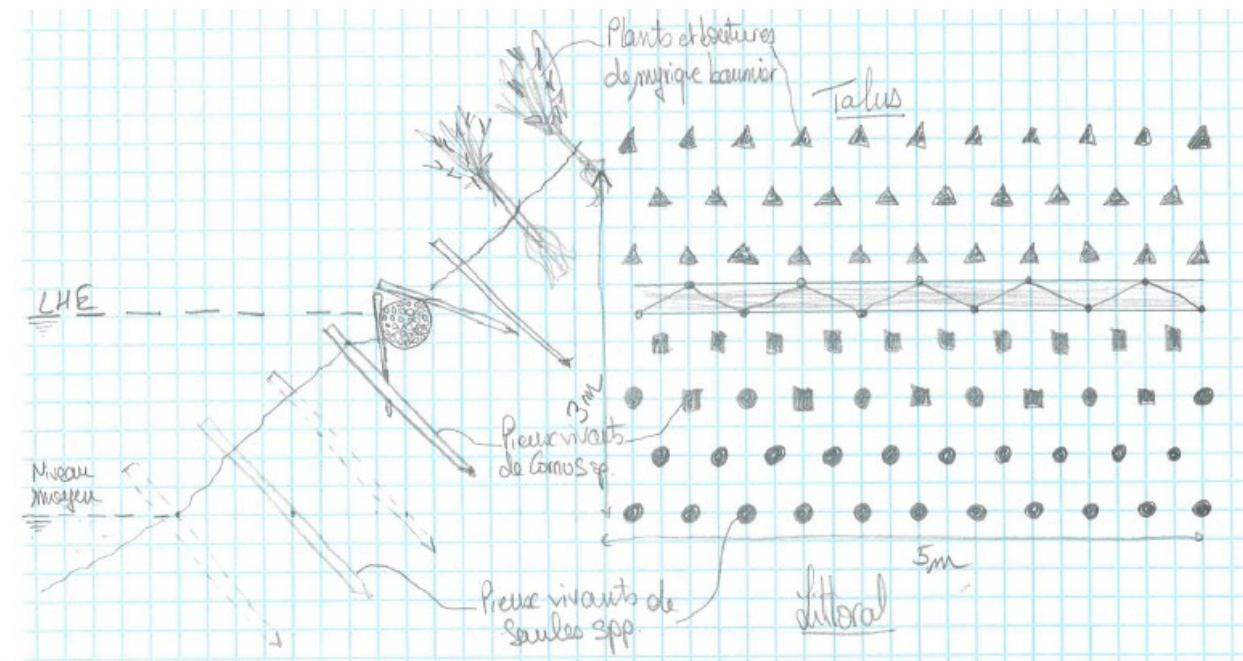 Plants et boutures
de myrique baumier
Talus
LHE
3m
Pieux vivants
de Cornus sp.
Niveau
moyen
5m
Pieux vivants de
Saules spp.
Littoral